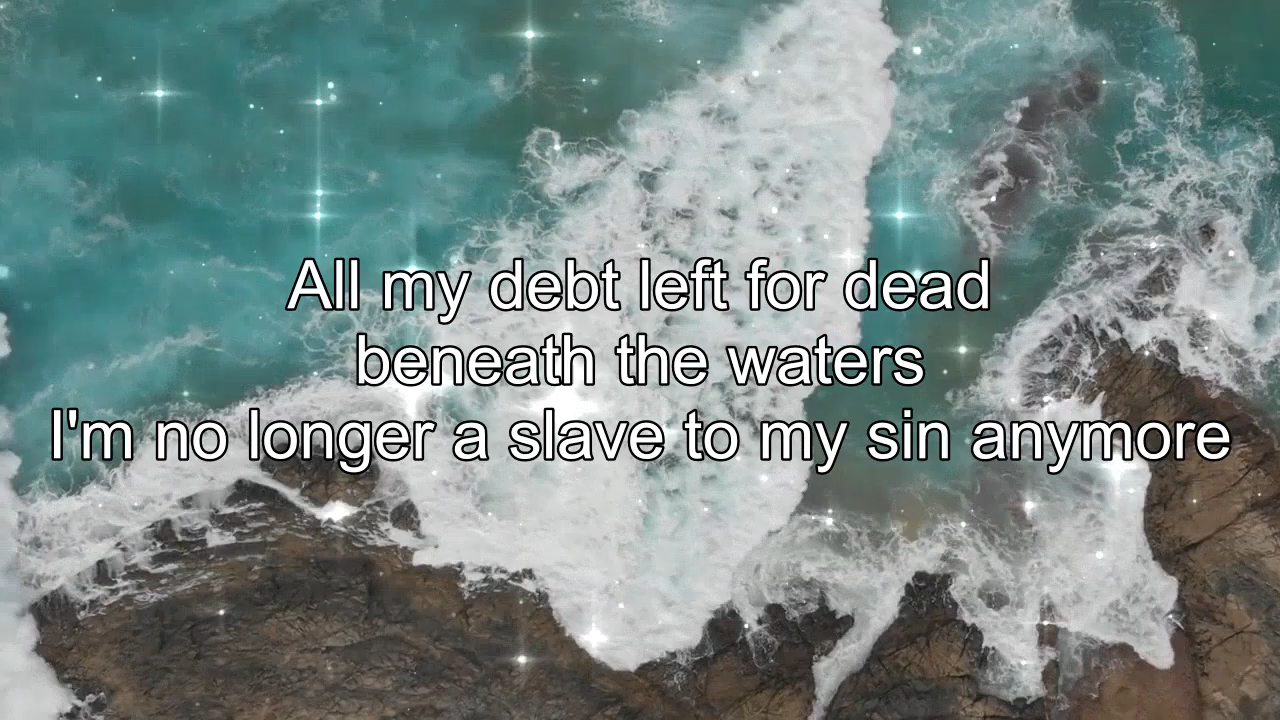 All my debt left for dead
beneath the waters
I'm no longer a slave to my sin anymore